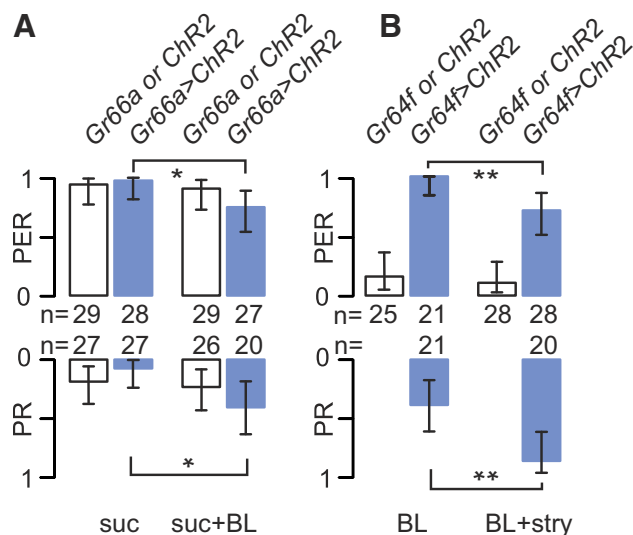 A
Gr66a or ChR2
Gr66a>ChR2
Gr66a or ChR2
Gr66a>ChR2
B
Gr64f or ChR2
Gr64f>ChR2
Gr64f or ChR2
Gr64f>ChR2
1
*
PER
0
n= 29 28 29 27
n= 27 27 26 20
0
PR
1
*
suc suc+BL
1
**
PER
0
25 21 28 28
21 20
0
PR
1
**
BL BL+stry